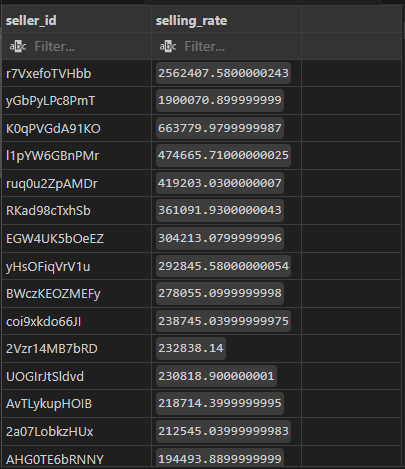 seller_id selling_rate
abc Filter... abc Filter...
r7VxefoTVHbb 2562407.5800000243
yGbPyLPc8PmT 1900070.899999999
K0qPVGdA91KO 663779.9799999987
l1pYW6GBnPMr 474665.71000000025
ruq0u2ZpAMDr 419203.0300000007
RKad98cTxhSb 361091.9300000043
EGW4UK5bOeEZ 304213.0799999996
yHsOFiqVrV1u 292845.58000000054
BWczKEOZMEFy 278055.0999999998
coi9xkdo66JI 238745.03999999975
2Vzr14MB7bRD 232838.14
UOGIrJtSldvd 230818.900000001
AvTLykupHOIB 218714.3999999995
2a07LobkzHUx 212545.03999999983
AHG0TE6bRNNY 194493.8899999999